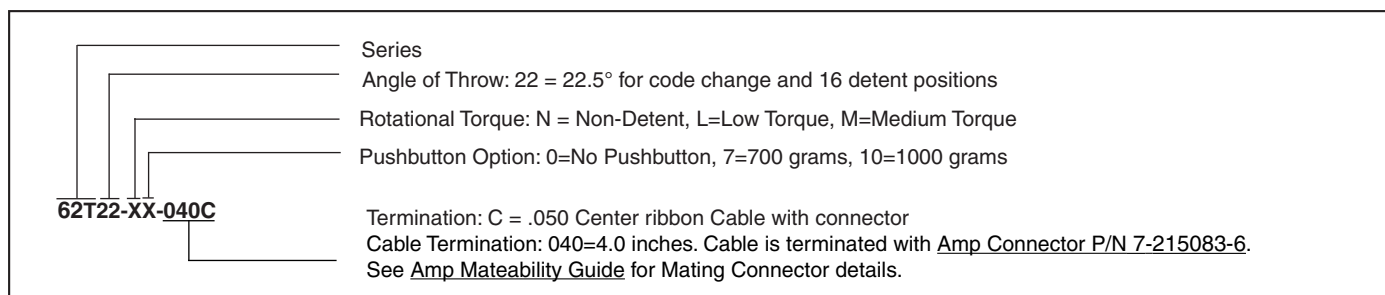 Series
Angle of Throw: 22 = 22.5° for code change and 16 detent positions
Rotational Torque: N = Non-Detent, L=Low Torque, M=Medium Torque
Pushbutton Option: 0=No Pushbutton, 7=700 grams, 10=1000 grams
62T22-XX-040C
Termination: C = .050 Center ribbon Cable with connector
Cable Termination: 040=4.0 inches. Cable is terminated with Amp Connector P/N 7-215083-6.
See Amp Mateability Guide for Mating Connector details.